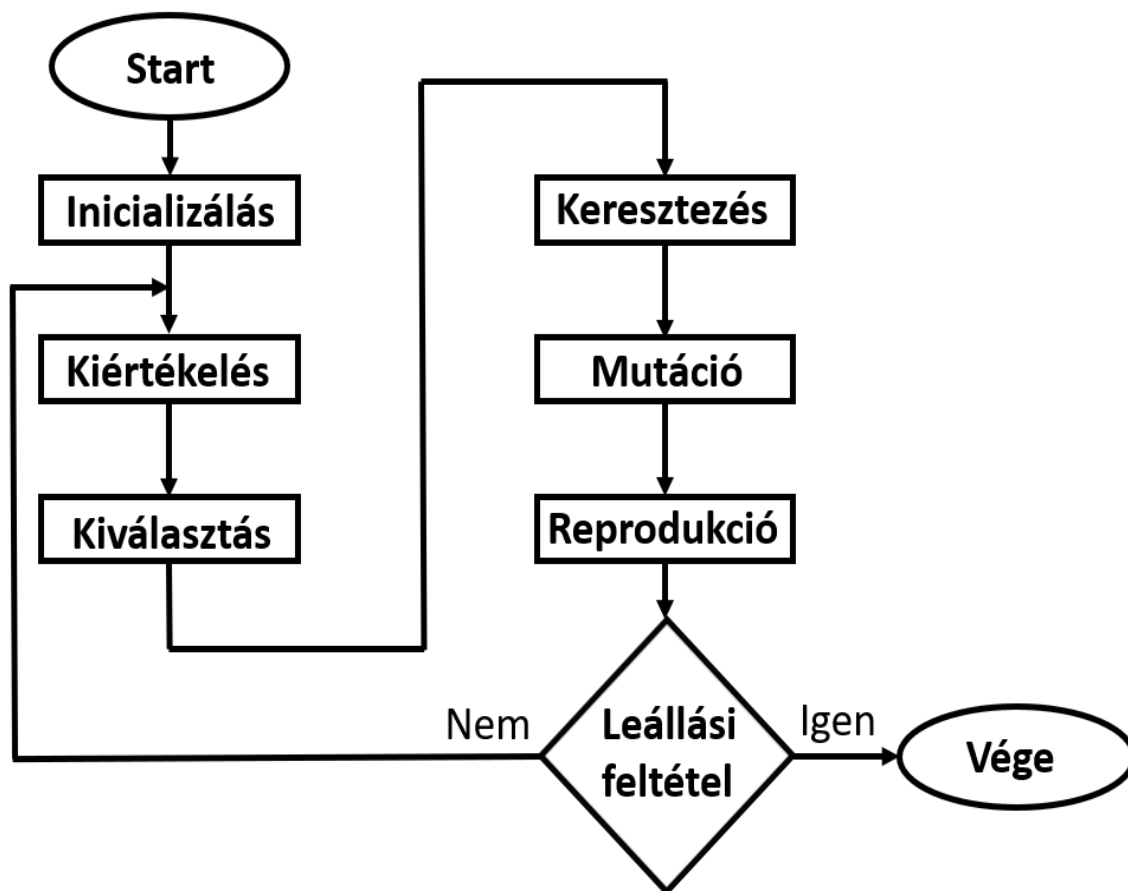 Start
Inicializálás
Kiértékelés
Kiválasztás
Keresztezés
Mutáció
Reprodukció
Leállási
feltétel
Nem
Igen
Vége